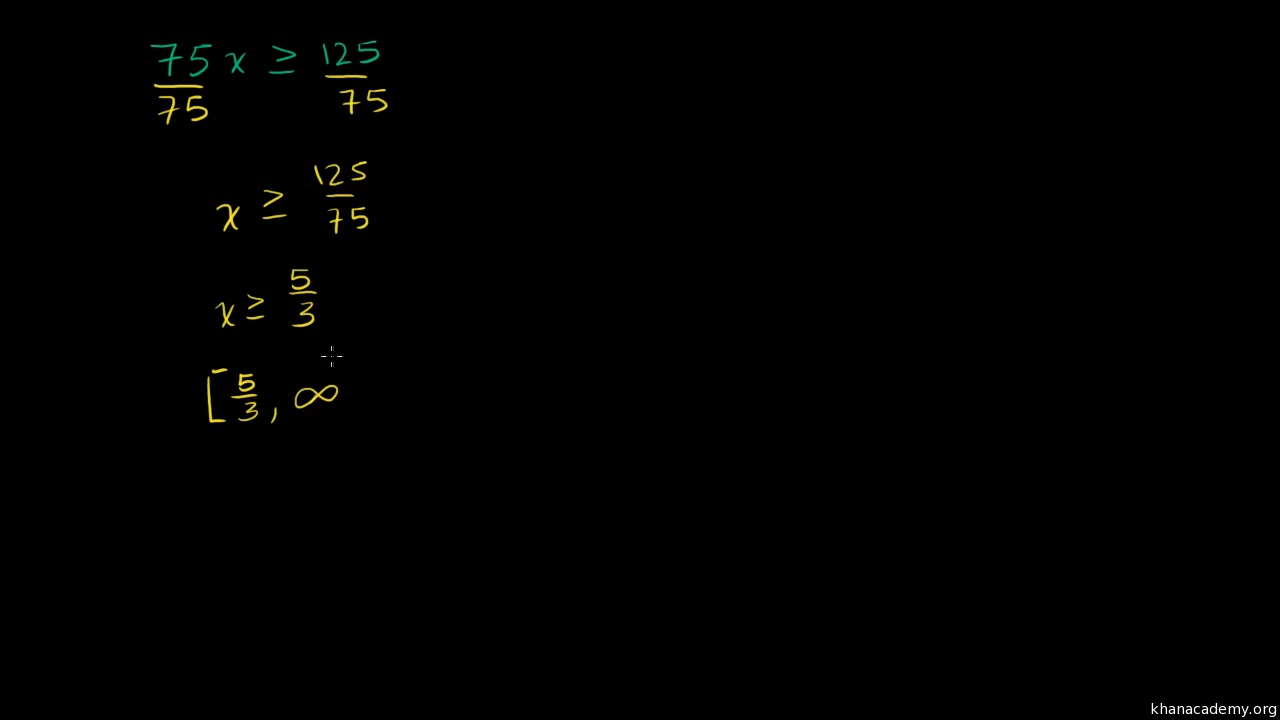 75x ≥ 125
75 75
x ≥ 125/75
x ≥ 5/3
[5/3, ∞
khanacademy.org